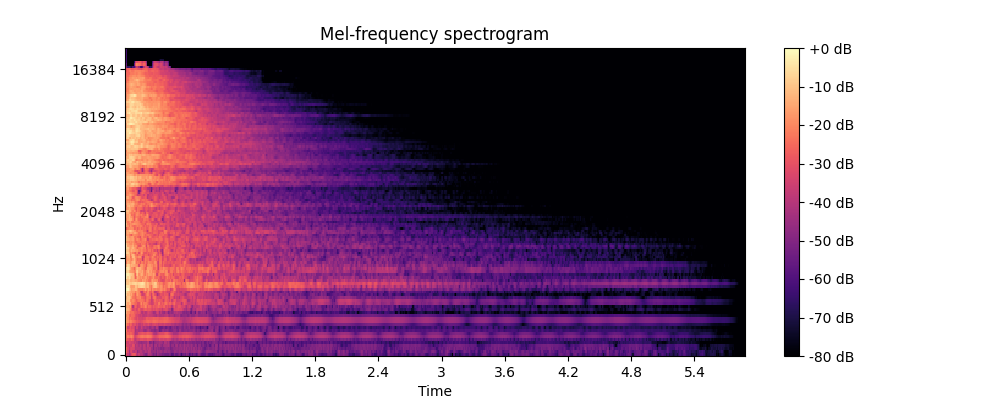 Mel-frequency spectrogram
Hz
16384
8192
4096
2048
1024
512
0
0 0.6 1.2 1.8 2.4 3 3.6 4.2 4.8 5.4
Time
+0 dB
-10 dB
-20 dB
-30 dB
-40 dB
-50 dB
-60 dB
-70 dB
-80 dB